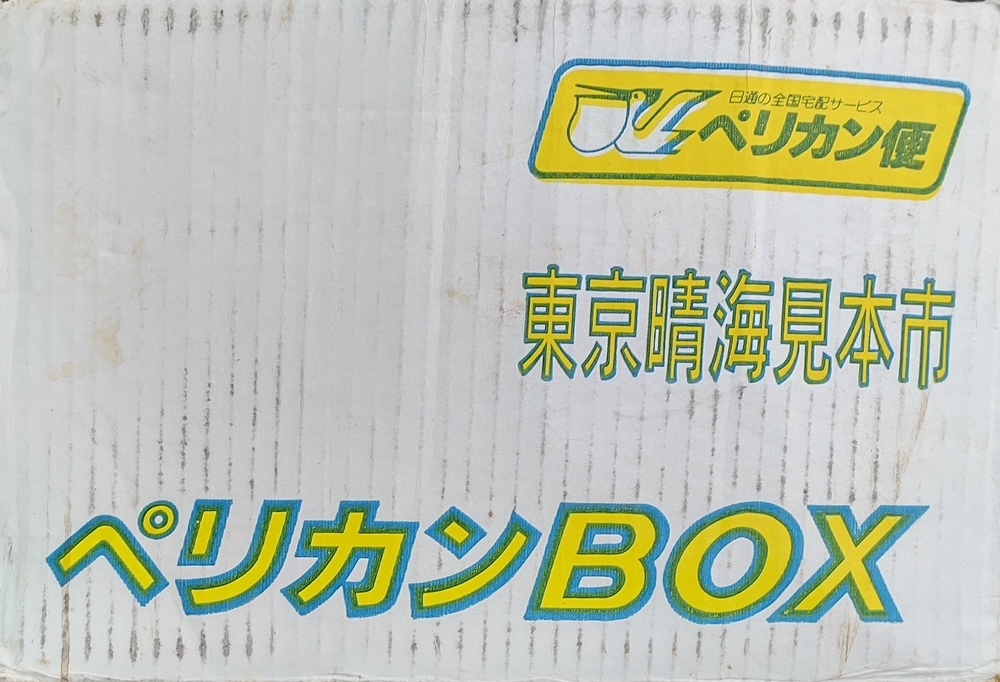 日通の全国宅配サービス
ペリカン便
東京晴海見本市
ペリカンBOX